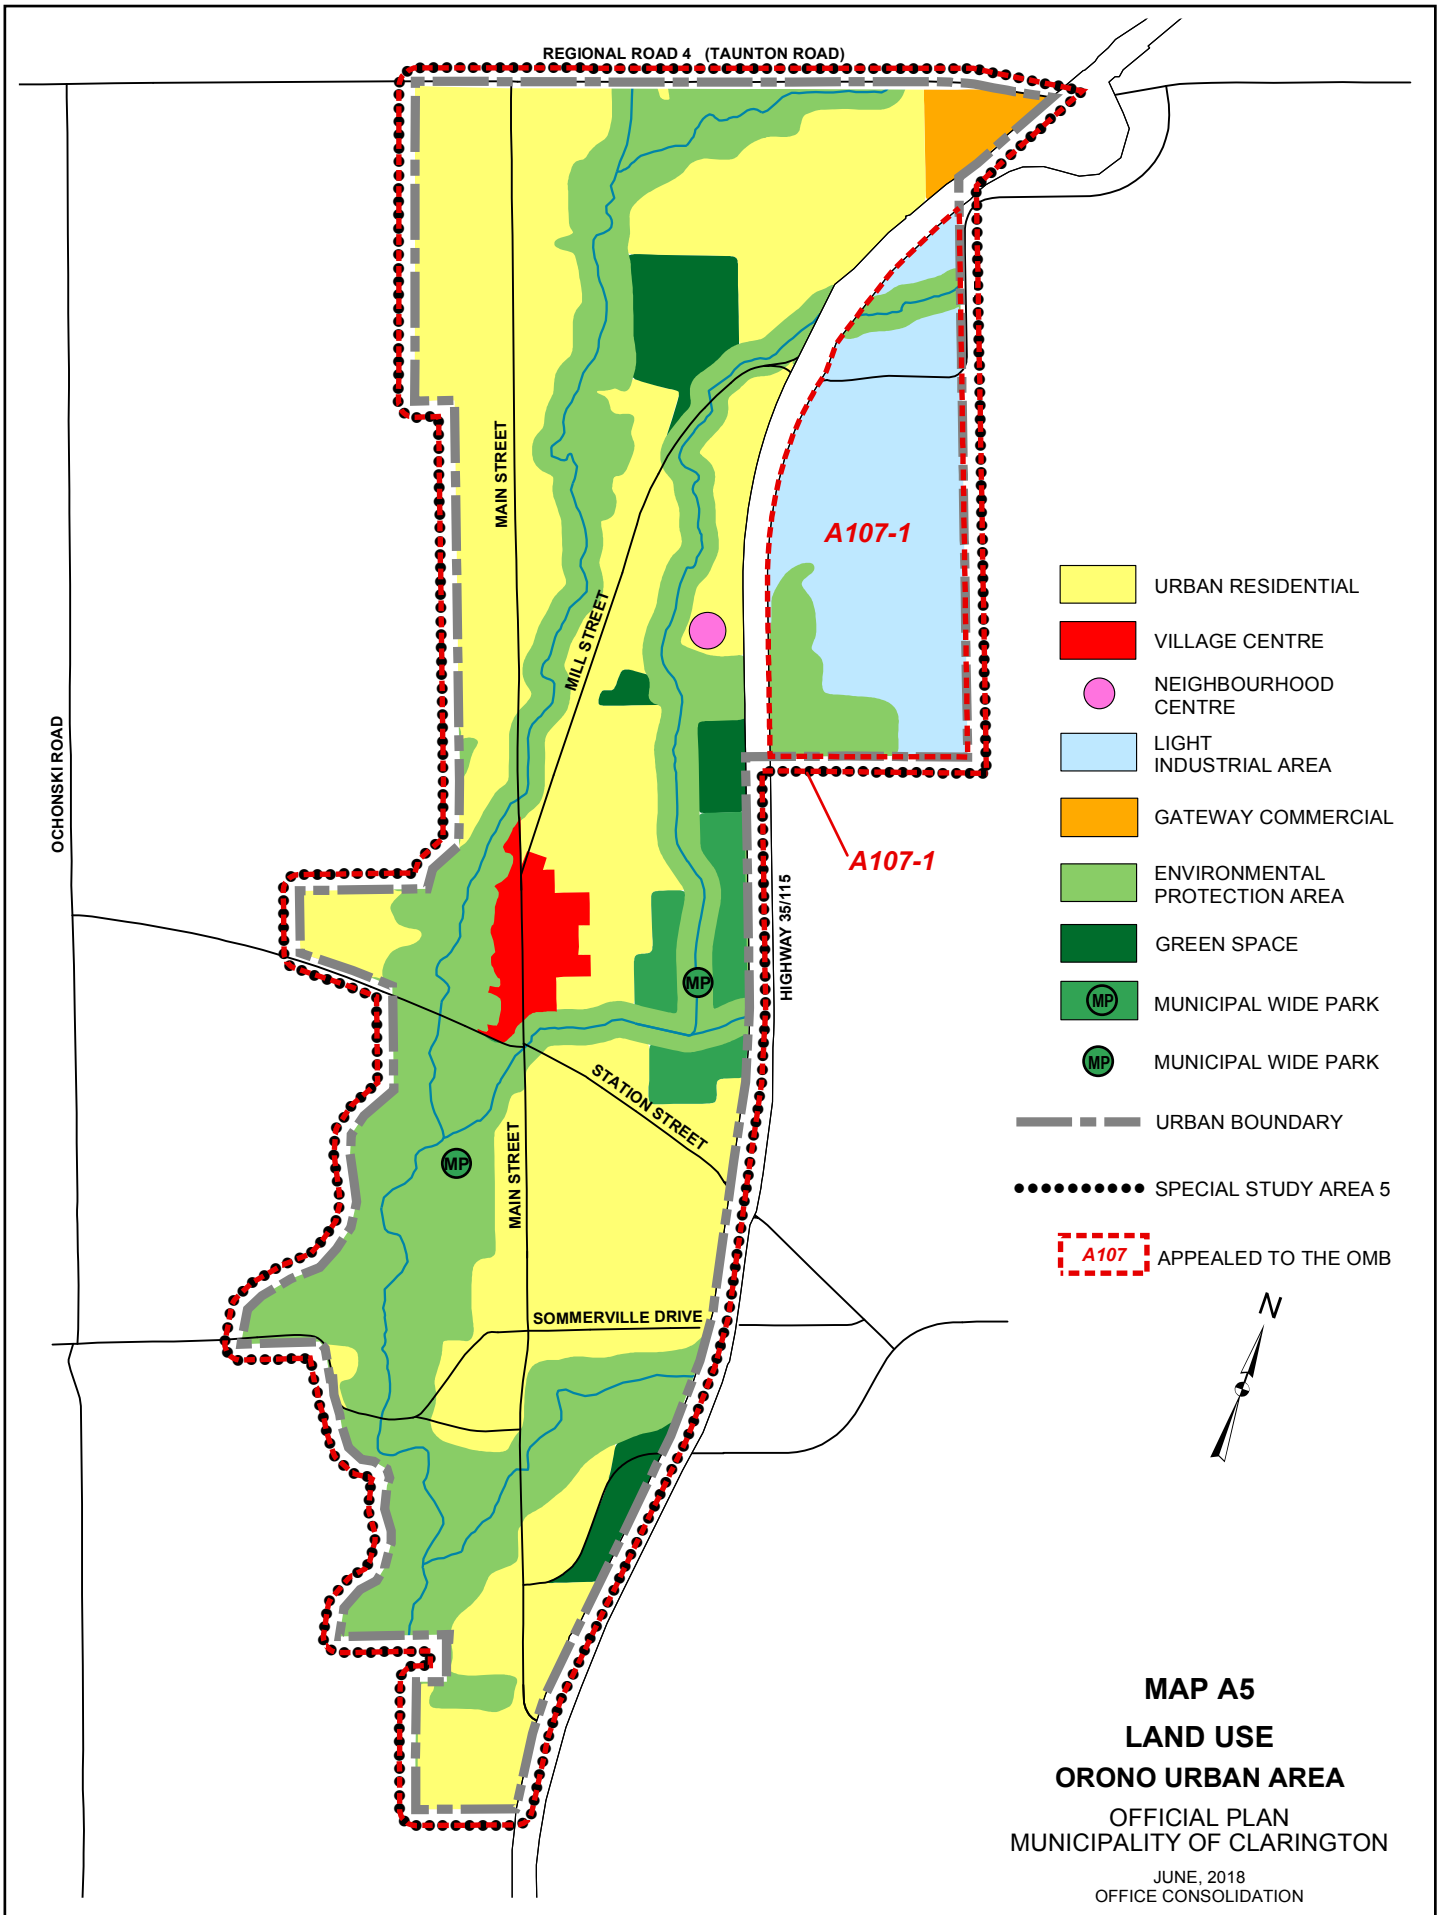 REGIONAL ROAD 4 (TAUNTON ROAD)
MAIN STREET
MILL STREET
A107-1
OCHONSKI ROAD
A107-1
HIGHWAY 35/115
MP
STATION STREET
MP
MAIN STREET
SOMMERVILLE DRIVE
URBAN RESIDENTIAL
VILLAGE CENTRE
NEIGHBOURHOOD
CENTRE
LIGHT
INDUSTRIAL AREA
GATEWAY COMMERCIAL
ENVIRONMENTAL
PROTECTION AREA
GREEN SPACE
MP MUNICIPAL WIDE PARK
MP MUNICIPAL WIDE PARK
URBAN BOUNDARY
SPECIAL STUDY AREA 5
A107 APPEALED TO THE OMB
N
MAP A5
LAND USE
ORONO URBAN AREA
OFFICIAL PLAN
MUNICIPALITY OF CLARINGTON
JUNE, 2018
OFFICE CONSOLIDATION